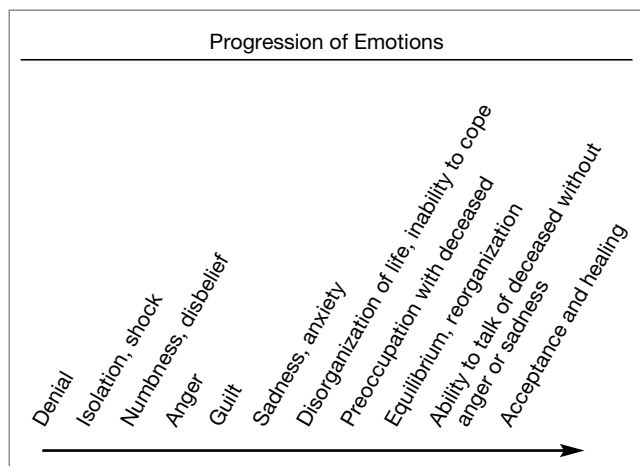 Progression of Emotions
Denial
Isolation, shock
Numbness, disbelief
Anger
Guilt
Sadness, anxiety
Disorganization of life, inability to cope
Preoccupation with deceased
Equilibrium, reorganization
Ability to talk of deceased without
anger or sadness
Acceptance and healing